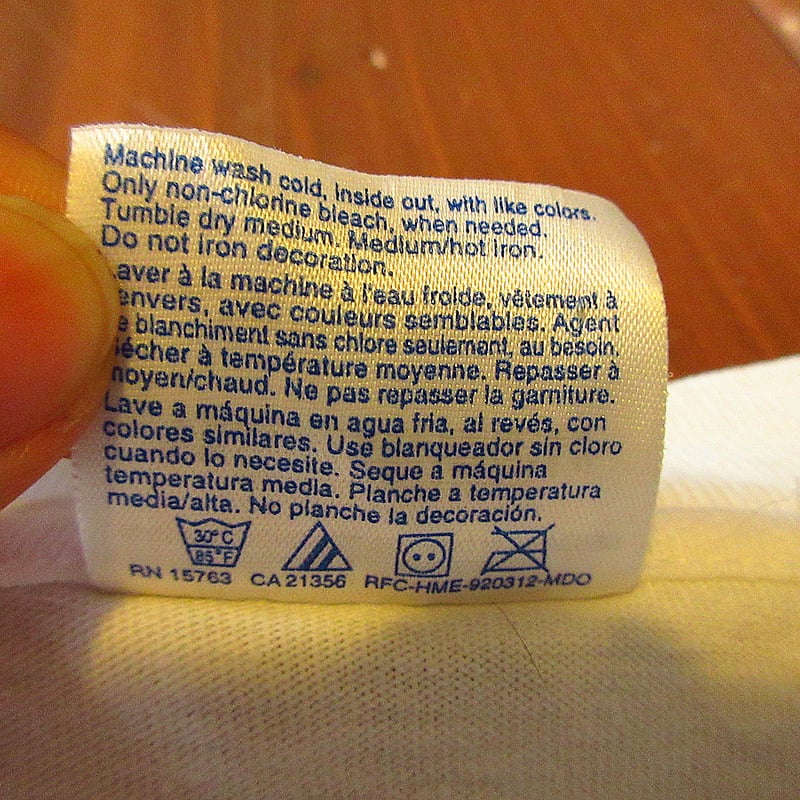 Machine wash cold, inside out, with like colors.
Only non-chlorine bleach, when needed.
Tumble dry medium. Medium/hot iron.
Do not iron decoration.
aver à la machine à l'eau froide, vêtement à
envers, avec couleurs semblables. Agent
e blanchiment sans chlore seulement, au besoin.
écher à température moyenne. Repasser à
moyen/chaud. Ne pas repasser la garniture.
Lave a máquina en agua fria, al revés, con
colores similares. Use blanqueador sin cloro
cuando lo necesite. Seque a máquina
temperatura media. Planche a temperatura
media/alta. No planche la decoración.
30°C
85°F
RN 15763 CA 21356 RFC-HME-920312-MDO